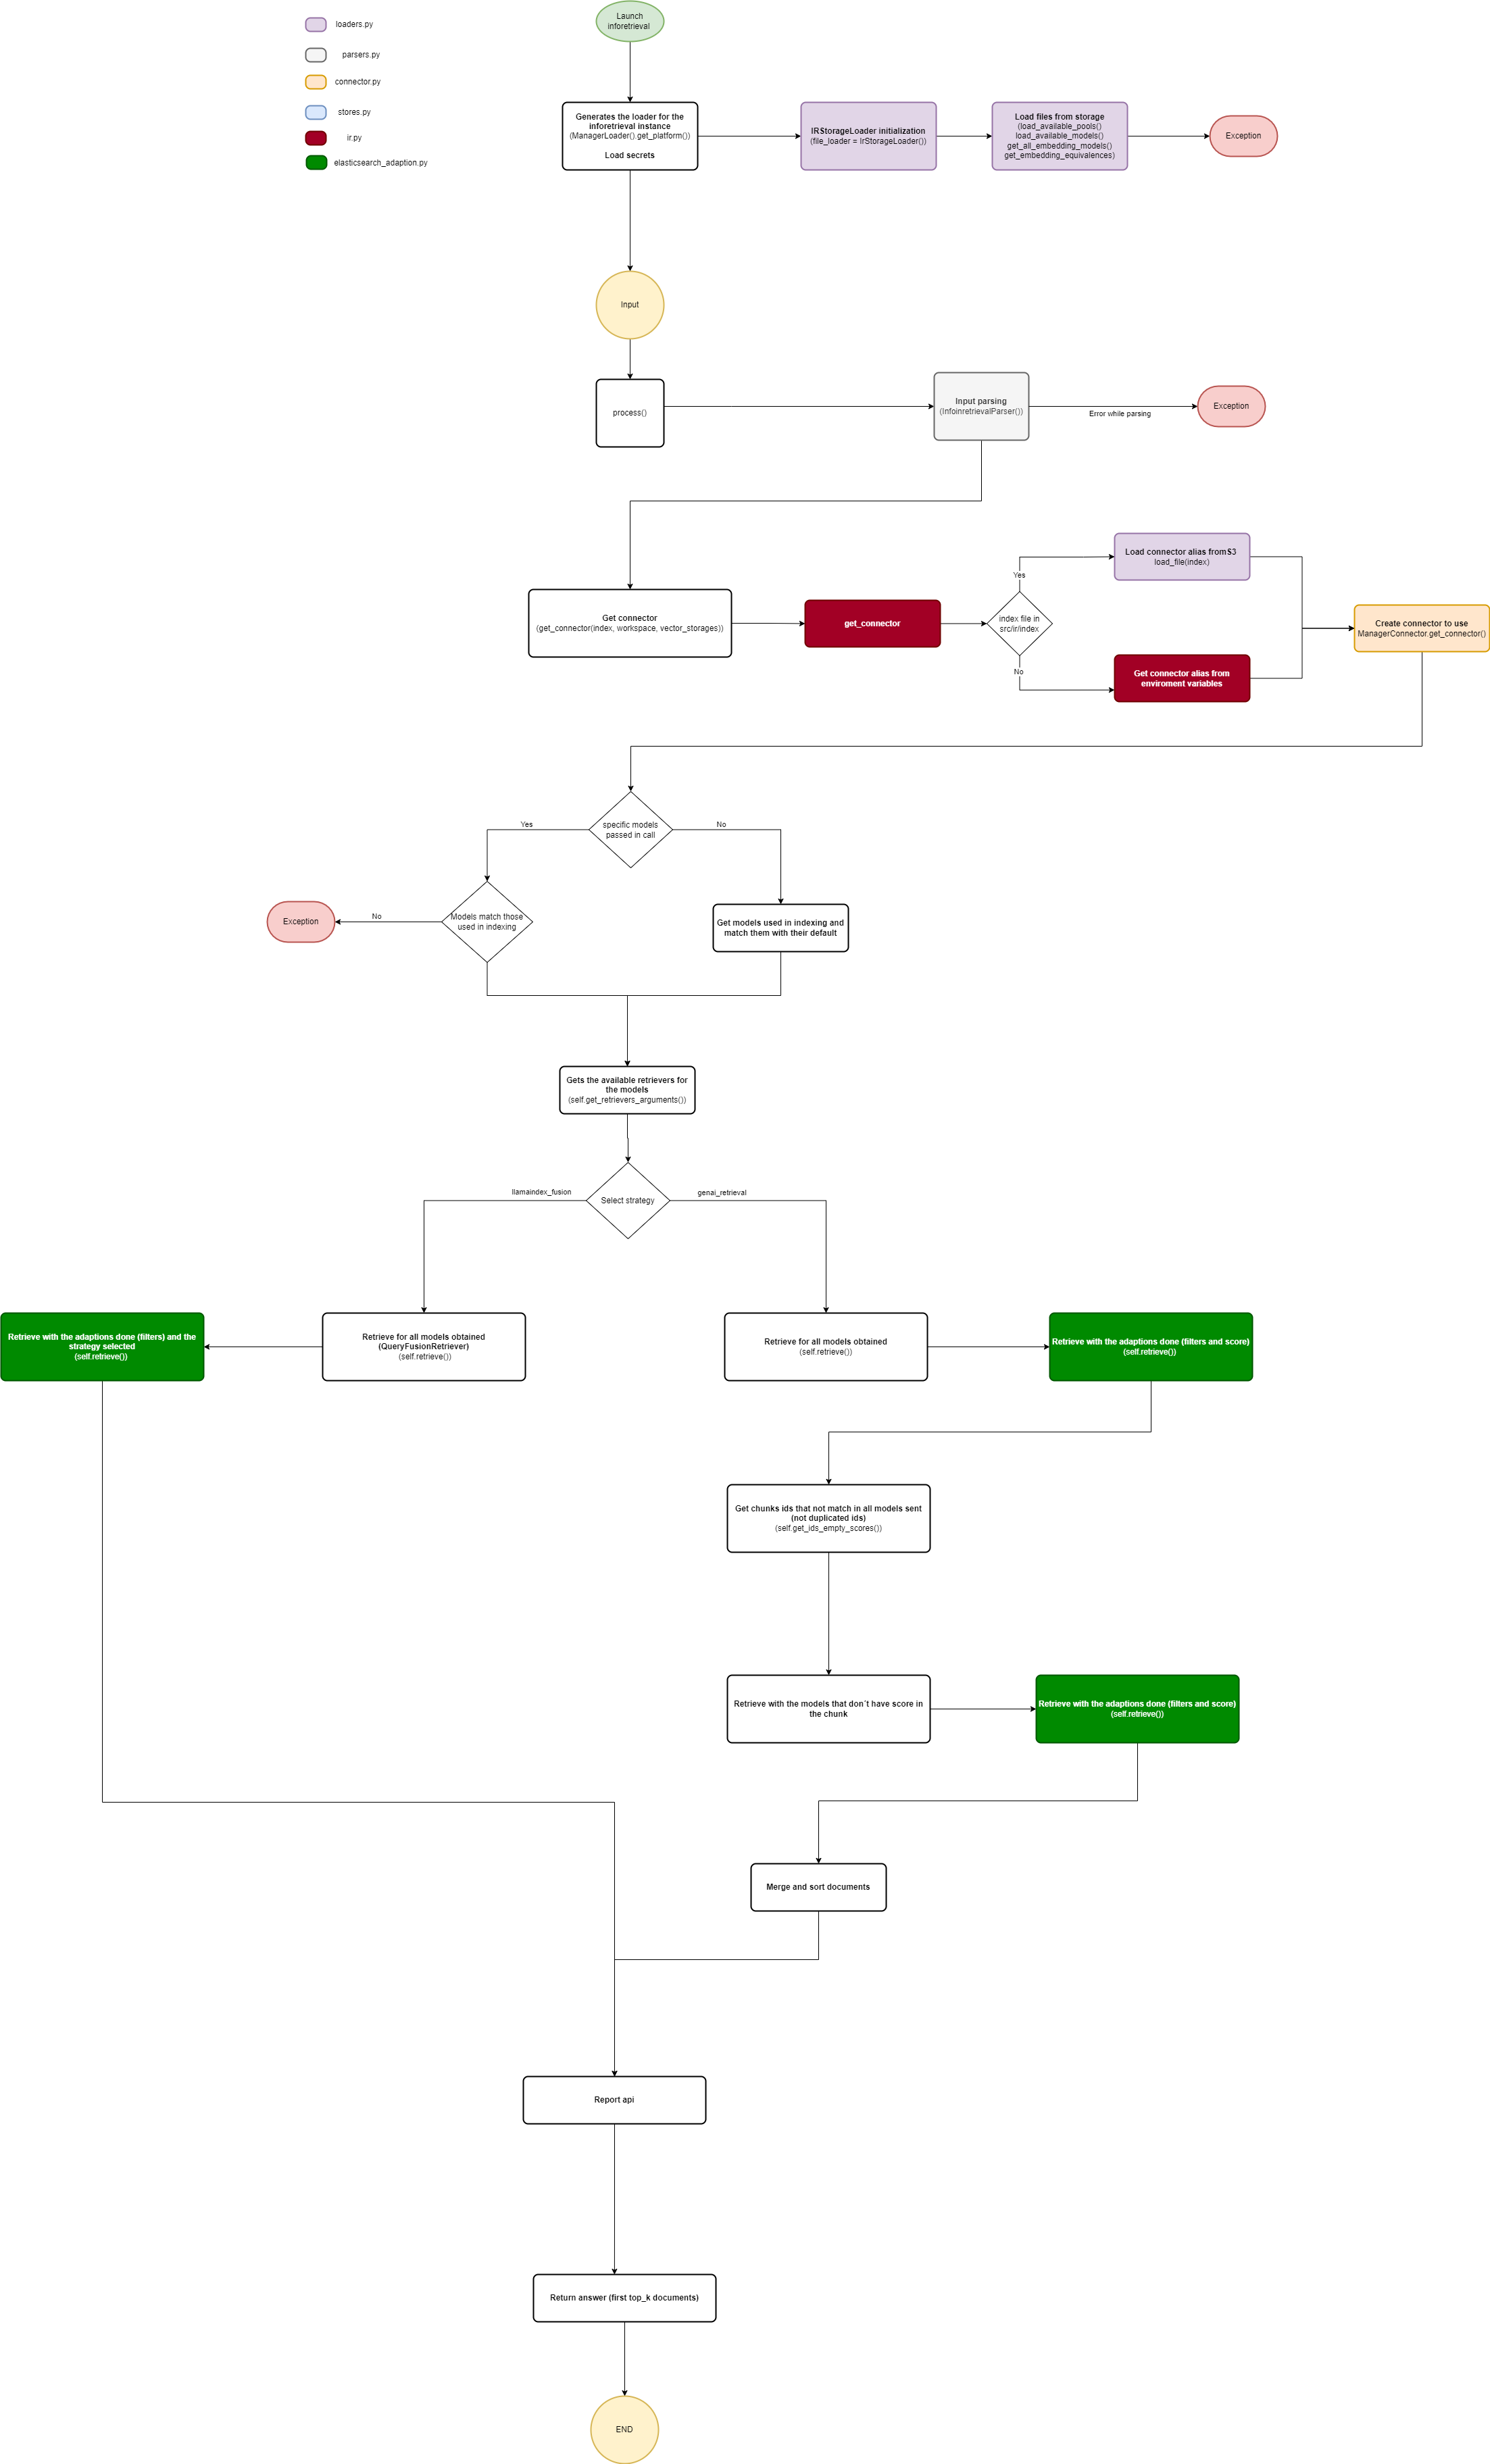 loaders.py
parsers.py
connector.py
stores.py
ir.py
elasticsearch_adaption.py
Launch
inforetrieval
Generates the loader for the
inforetrieval instance
(ManagerLoader().get_platform())
Load secrets
IRStorageLoader initialization
(file_loader = IrStorageLoader())
Load files from storage
(load_available_pools()
load_available_models()
get_all_embedding_models()
get_embedding_equivalences)
Exception
Input
process()
Input parsing
(InfoinretrievalParser())
Error while parsing
Exception
Get connector
(get_connector(index, workspace, vector_storages))
get_connector
index file in
src/ir/index
Yes
No
Load connector alias fromS3
load_file(index)
Get connector alias from
enviroment variables
Create connector to use
ManagerConnector.get_connector()
specific models
passed in call
Yes
No
Models match those
used in indexing
No
Exception
Get models used in indexing and
match them with their default
Gets the available retrievers for
the models
(self.get_retrievers_arguments())
Select strategy
llamaindex_fusion
genai_retrieval
Retrieve with the adaptions done (filters) and the
strategy selected
(self.retrieve())
Retrieve for all models obtained
(QueryFusionRetriever)
(self.retrieve())
Retrieve for all models obtained
(self.retrieve())
Retrieve with the adaptions done (filters and score)
(self.retrieve())
Get chunks ids that not match in all models sent
(not duplicated ids)
(self.get_ids_empty_scores())
Retrieve with the models that don´t have score in
the chunk
Retrieve with the adaptions done (filters and score)
(self.retrieve())
Merge and sort documents
Report api
Return answer (first top_k documents)
END